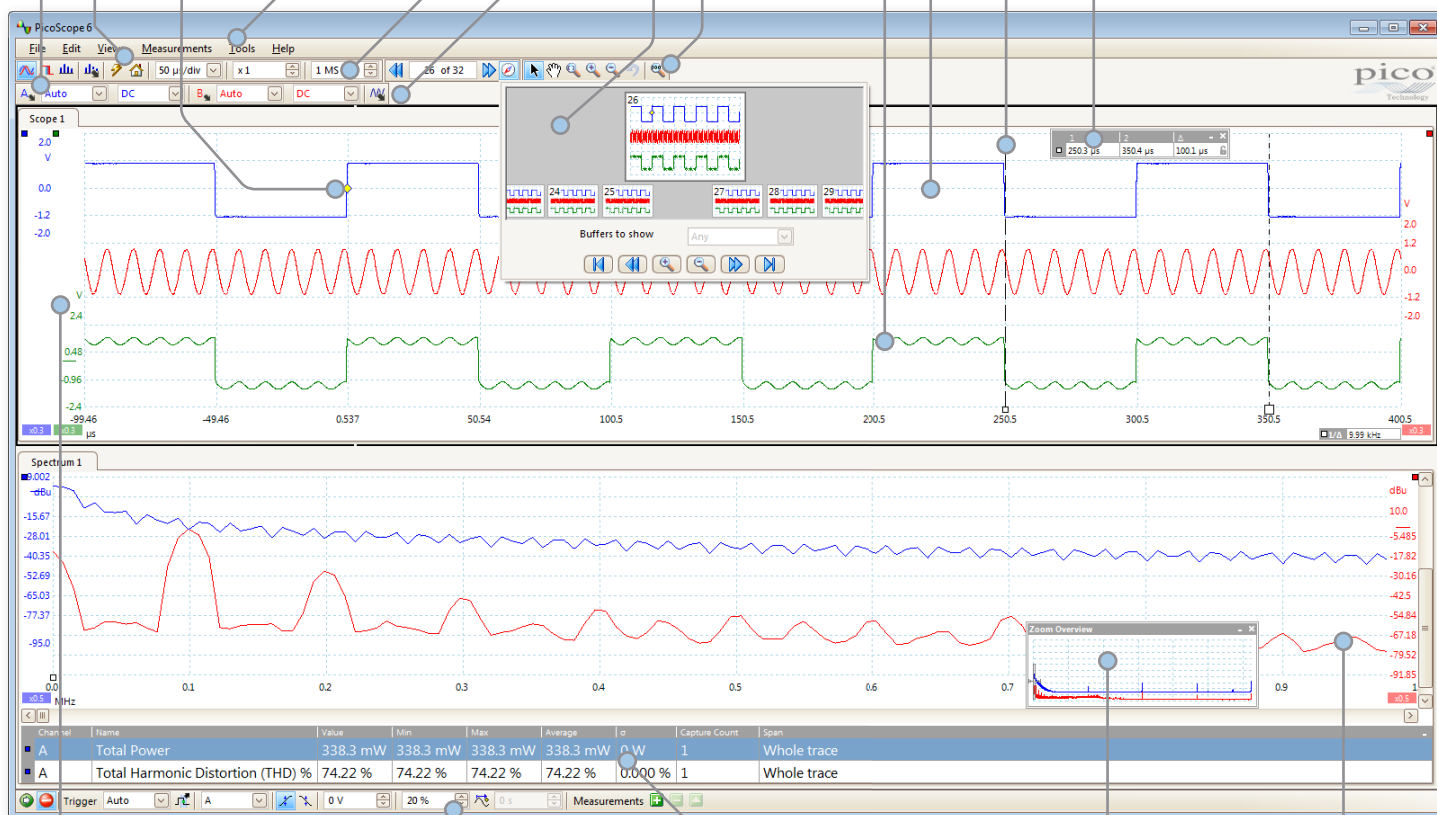 PicoScope 6
File Edit Views Measurements Tools Help
50 µs/div x 1 1 MS 26 of 32
pico
Technology
A Auto DC B Auto DC
Scope 1
26
24 25 27 28 29
Buffers to show Any
1 2 Δ
250.3 µs 350.4 µs 100.1 µs
2.0
V
0.0
-1.2
-2.0
V
2.0
1.2
0.0
-1.2
-2.0
V
2.4
0.48
-0.96
-2.4
-99.46 -49.46 0.537 50.54 100.5 150.5 200.5 250.5 300.5 350.5 400.5
x0.3 x0.3 µs
1/Δ 9.99 kHz x0.3
Spectrum 1
dBu
-15.67
-28.01
-40.35
-52.69
-65.03
-77.37
-95.0
dBu
10.0
-5.485
-17.82
-30.16
-42.5
-54.84
-67.18
-79.52
-91.85
Zoom Overview
0.0 0.1 0.2 0.3 0.4 0.5 0.6 0.7 0.9 1
x0.5 MHz x0.5
Channel Name Value Min Max Average σ Capture Count Span
A Total Power 338.3 mW 338.3 mW 338.3 mW 338.3 mW 0 W 1 Whole trace
A Total Harmonic Distortion (THD) % 74.22 % 74.22 % 74.22 % 74.22 % 0.000 % 1 Whole trace
Trigger Auto A 0 V 20 % 0 s Measurements